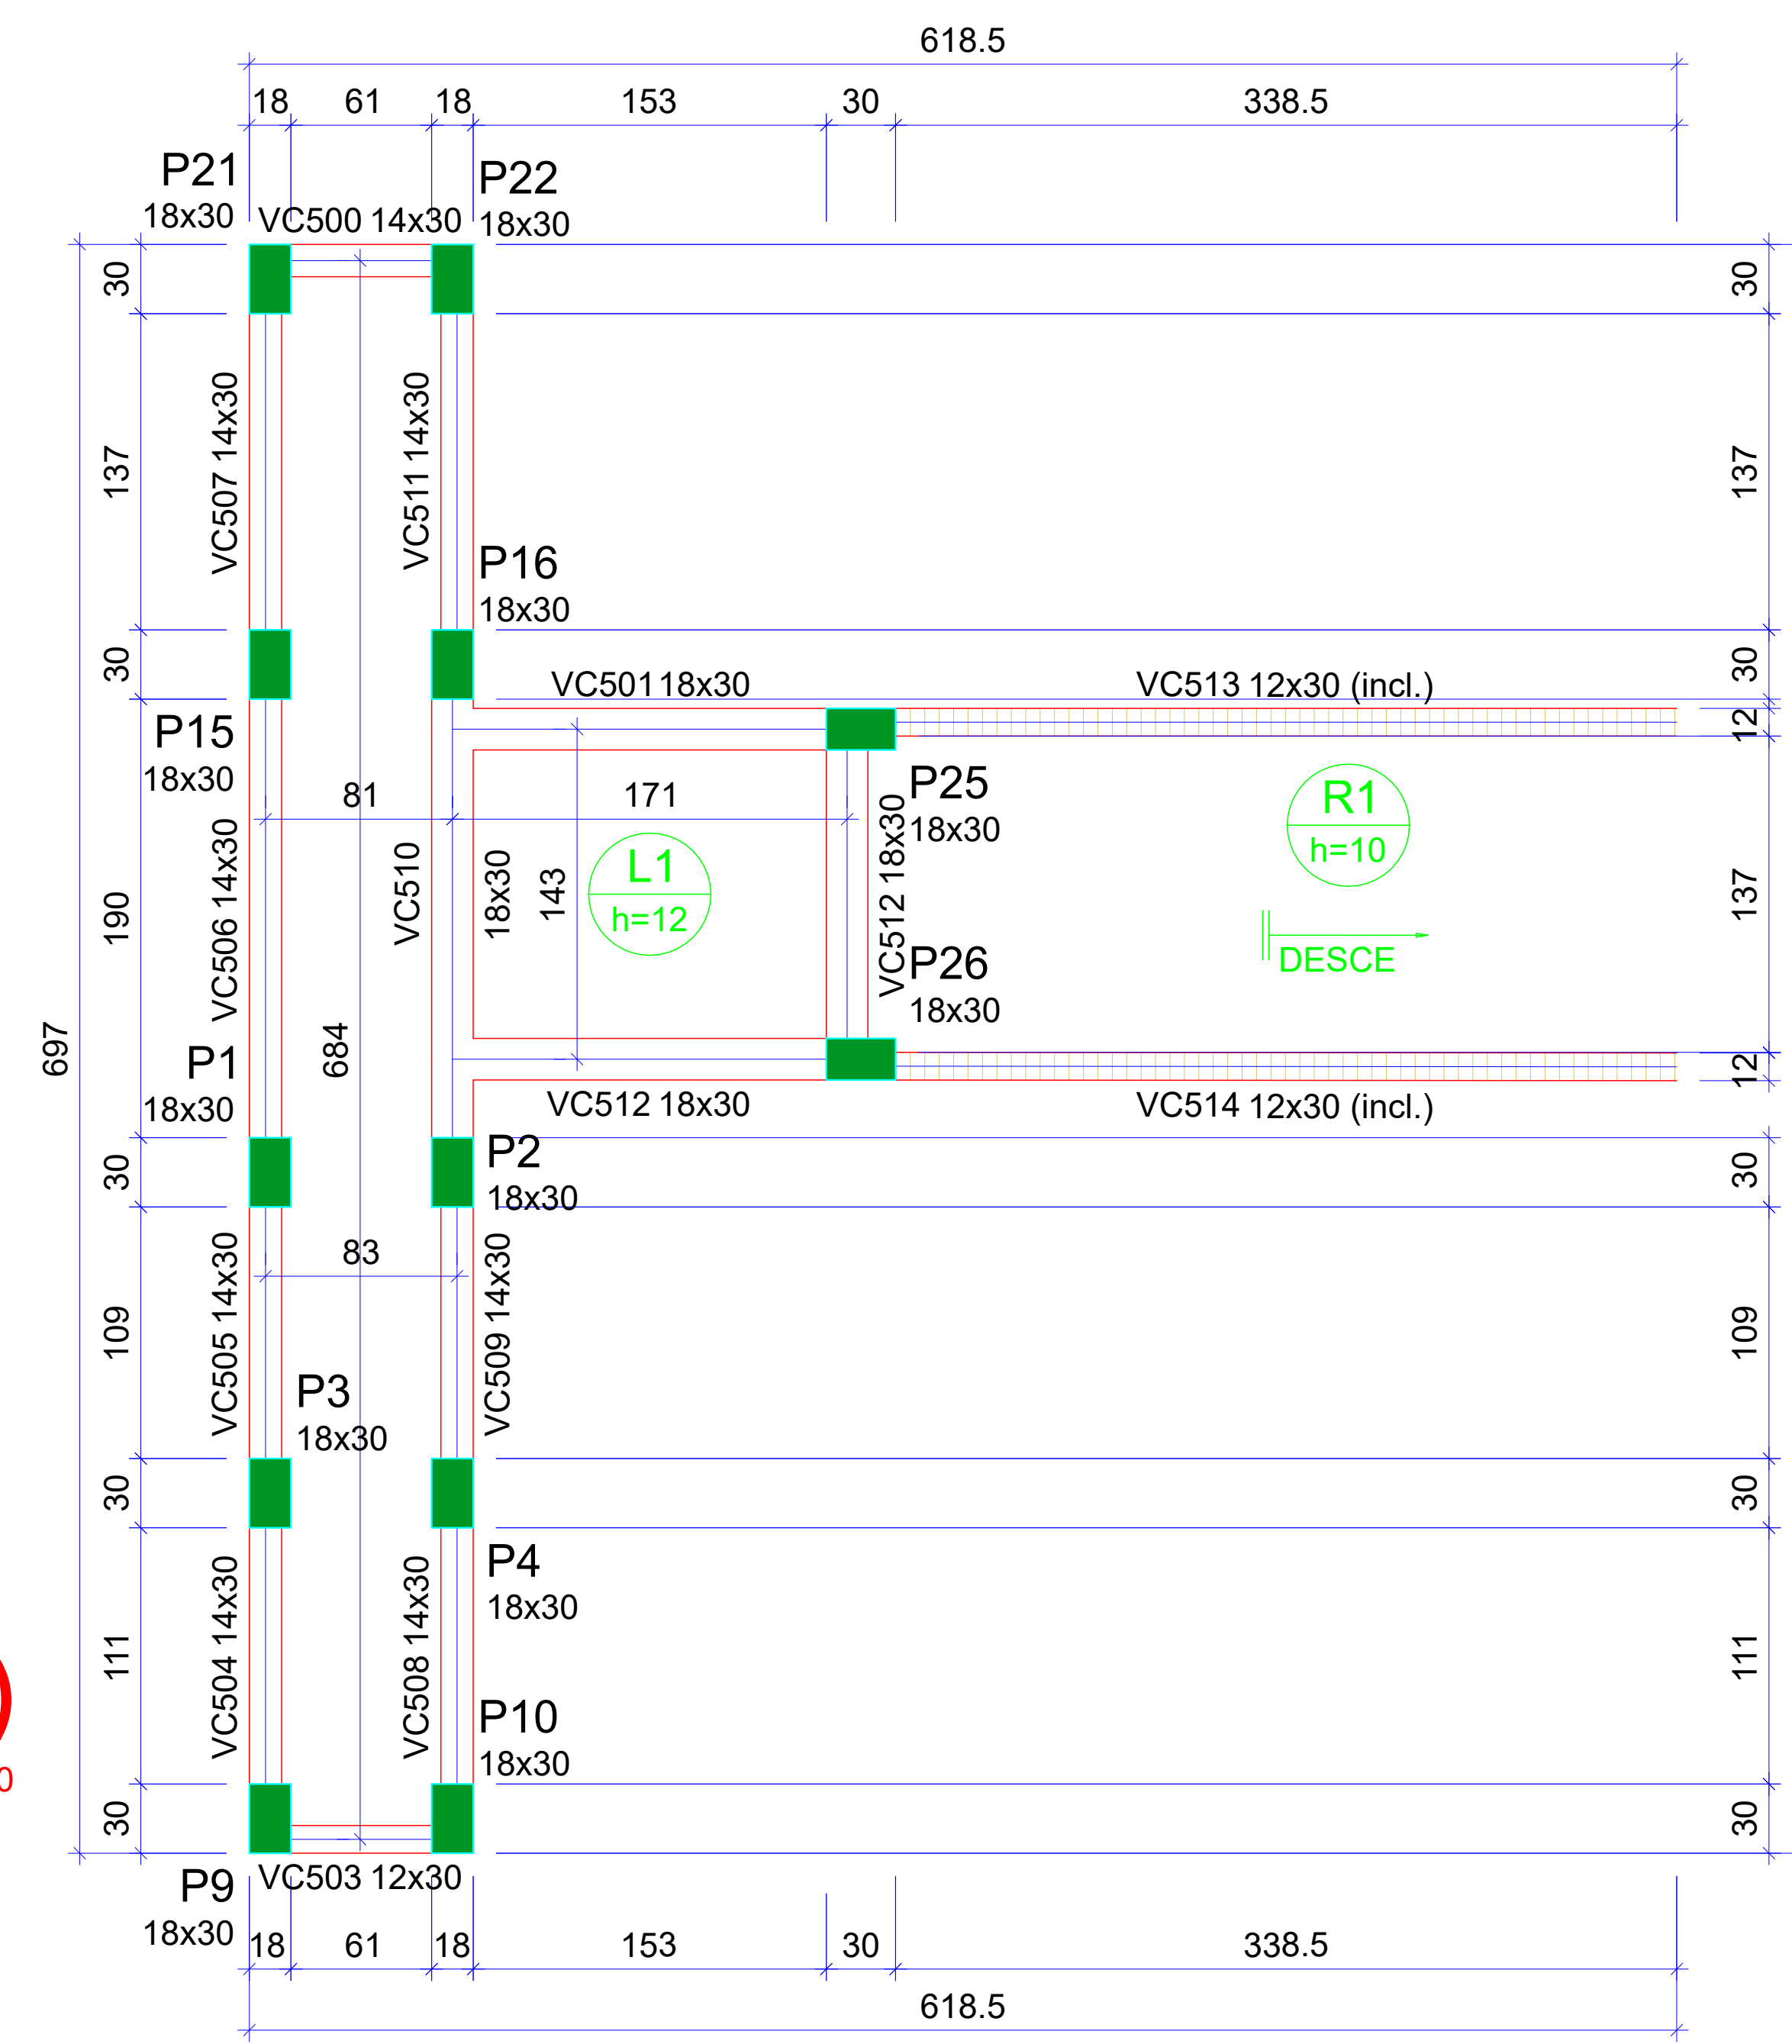 618.5
18 61 18 153 30 338.5
P21
18x30
VC500 14x30
P22
18x30
30
30
137
VC507 14x30
VC511 14x30
137
P16
18x30
30
30
VC501 18x30
VC513 12x30 (incl.)
12
P15
18x30
81
171
P25
18x30
R1
h=10
VC506 14x30
VC510
18x30
143
L1
h=12
VC512 18x30
190
137
DESCE
P26
18x30
697
684
P1
18x30
12
VC512 18x30
VC514 12x30 (incl.)
30
P2
18x30
30
83
VC505 14x30
VC509 14x30
109
109
P3
18x30
30
30
P4
18x30
111
VC504 14x30
VC508 14x30
111
P10
18x30
0
30
30
VC503 12x30
P9
18x30
18 61 18 153 30 338.5
618.5